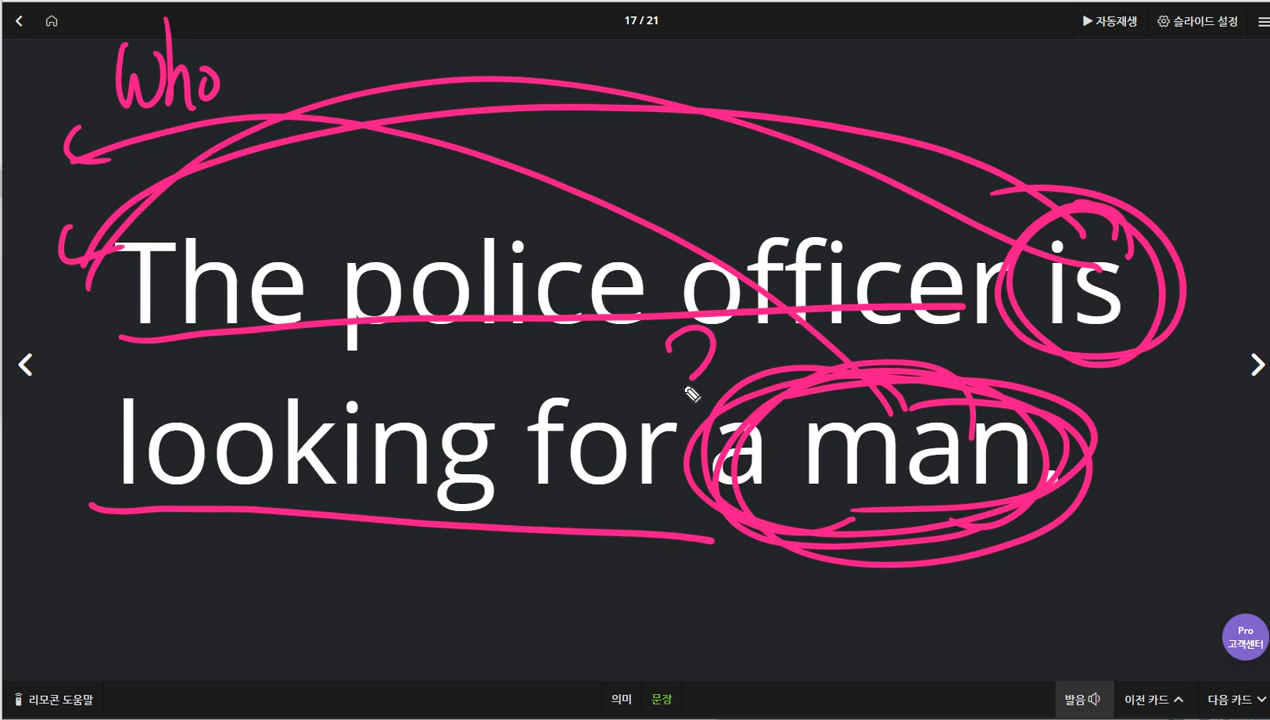 17 / 21
자동재생
슬라이드 설정
Who
The police officer is
?
looking for a man.
Pro
고객센터
리모콘 도움말
의미
문장
발음
이전 카드
다음 카드